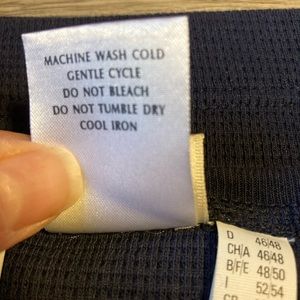 MACHINE WASH COLD
GENTLE CYCLE
DO NOT BLEACH
DO NOT TUMBLE DRY
COOL IRON
D 46/48
CH/A 46/48
B/F/E 48/50
I 52/54